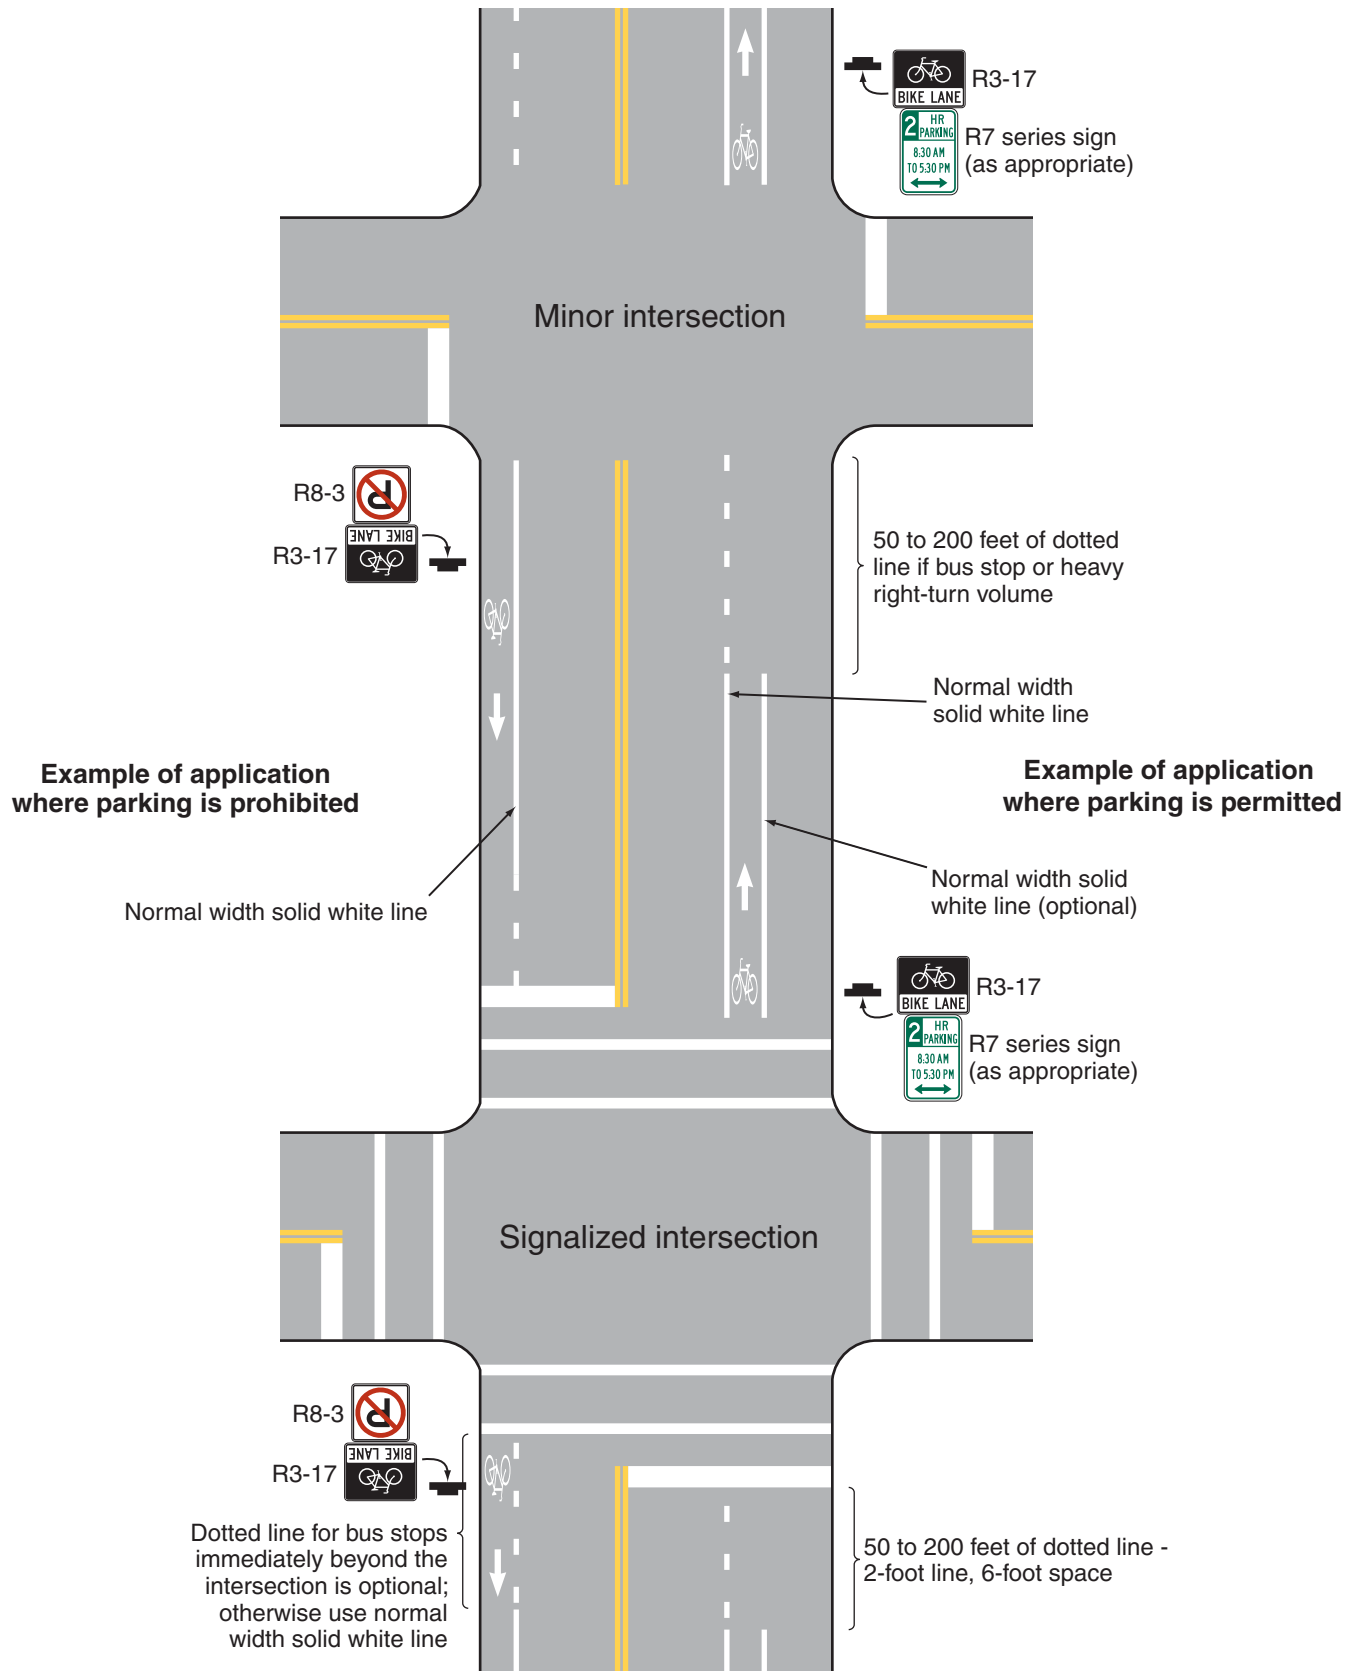 BIKE LANE
R3-17
2 HR
PARKING
8:30 AM
TO 5:30 PM
R7 series sign
(as appropriate)
Minor intersection
R8-3
P
BIKE LANE
R3-17
50 to 200 feet of dotted
line if bus stop or heavy
right-turn volume
Normal width
solid white line
Example of application
where parking is prohibited
Example of application
where parking is permitted
Normal width solid white line
Normal width solid
white line (optional)
BIKE LANE
R3-17
2 HR
PARKING
8:30 AM
TO 5:30 PM
R7 series sign
(as appropriate)
Signalized intersection
R8-3
P
BIKE LANE
R3-17
Dotted line for bus stops
immediately beyond the
intersection is optional;
otherwise use normal
width solid white line
50 to 200 feet of dotted line -
2-foot line, 6-foot space